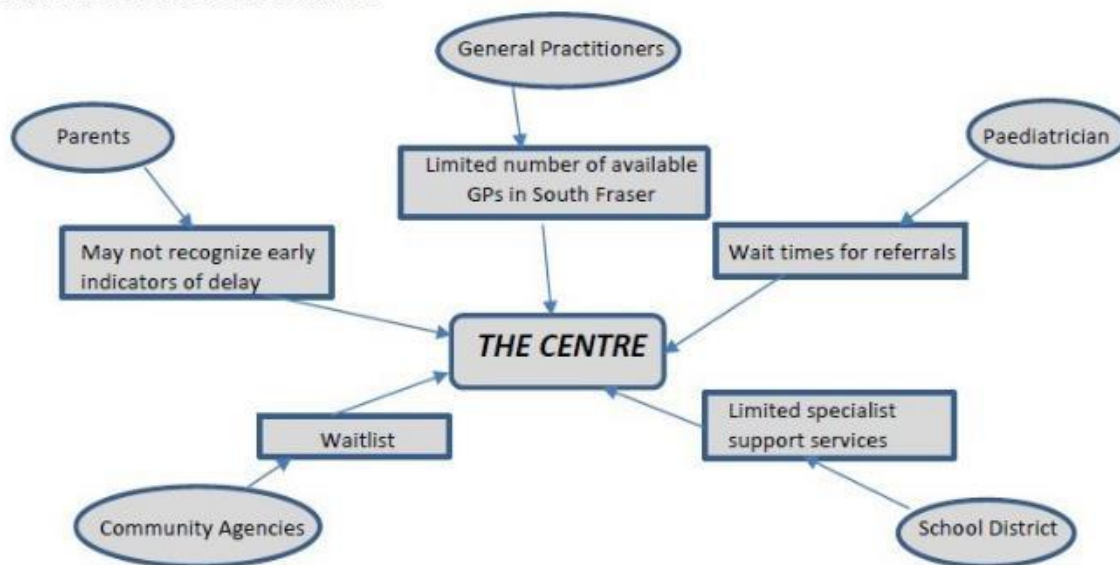 General Practitioners
Parents
Paediatrician
Limited number of available
GPs in South Fraser
May not recognize early
indicators of delay
Wait times for referrals
THE CENTRE
Limited specialist
support services
Waitlist
Community Agencies
School District